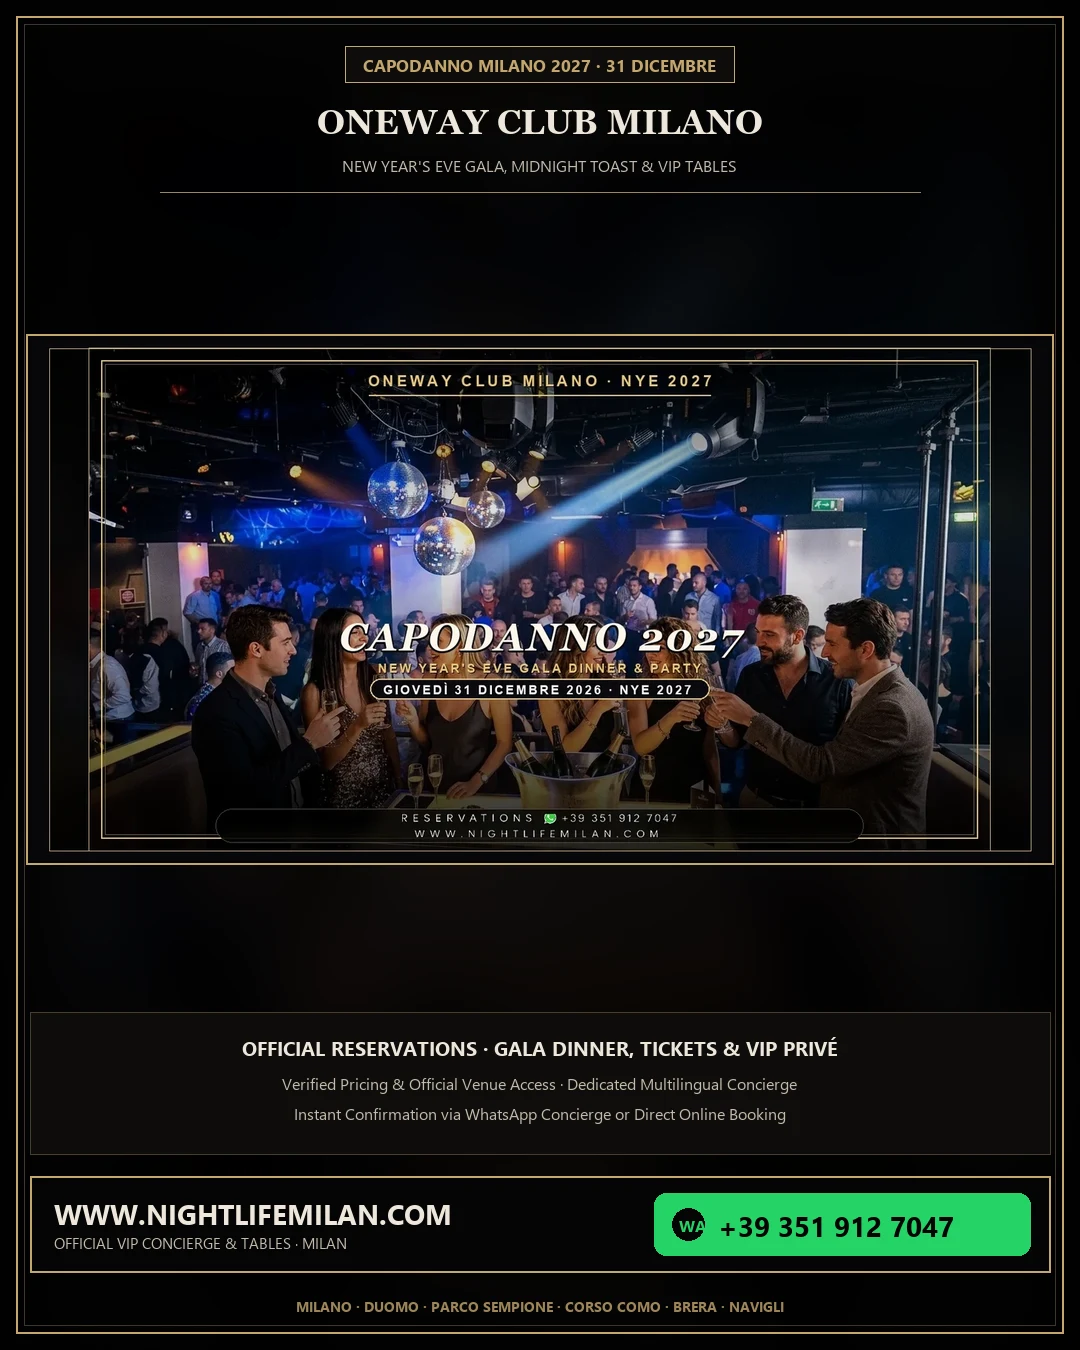 CAPODANNO MILANO 2027 · 31 DICEMBRE
ONEWAY CLUB MILANO
NEW YEAR'S EVE GALA, MIDNIGHT TOAST & VIP TABLES
ONEWAY CLUB MILANO · NYE 2027
CAPODANNO 2027
NEW YEAR'S EVE GALA DINNER & PARTY
GIOVEDÌ 31 DICEMBRE 2026 · NYE 2027
RESERVATIONS +39 351 912 7047
WWW.NIGHTLIFEMILAN.COM
OFFICIAL RESERVATIONS · GALA DINNER, TICKETS & VIP PRIVÉ
Verified Pricing & Official Venue Access · Dedicated Multilingual Concierge
Instant Confirmation via WhatsApp Concierge or Direct Online Booking
WWW.NIGHTLIFEMILAN.COM
OFFICIAL VIP CONCIERGE & TABLES · MILAN
WA +39 351 912 7047
MILANO · DUOMO · PARCO SEMPIONE · CORSO COMO · BRERA · NAVIGLI